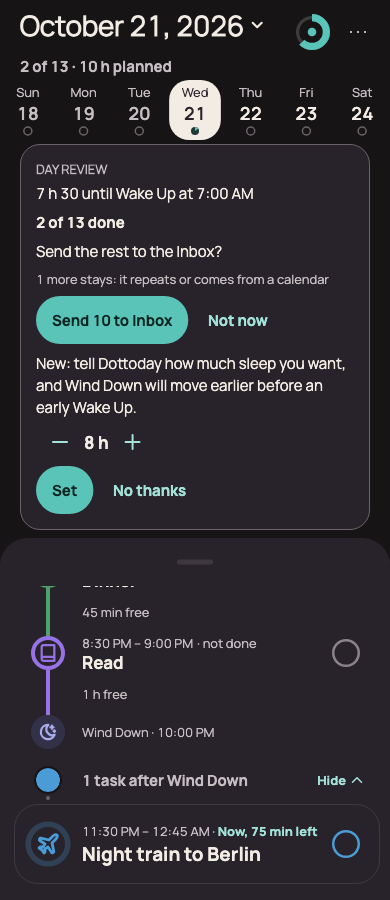 October 21, 2026
2 of 13 · 10 h planned
Sun Mon Tue Wed Thu Fri Sat
18 19 20 21 22 23 24
DAY REVIEW
7 h 30 until Wake Up at 7:00 AM
2 of 13 done
Send the rest to the Inbox?
1 more stays: it repeats or comes from a calendar
Send 10 to Inbox Not now
New: tell Dottoday how much sleep you want,
and Wind Down will move earlier before an
early Wake Up.
8 h
Set No thanks
45 min free
8:30 PM – 9:00 PM · not done
Read
1 h free
Wind Down · 10:00 PM
1 task after Wind Down Hide
11:30 PM – 12:45 AM · Now, 75 min left
Night train to Berlin